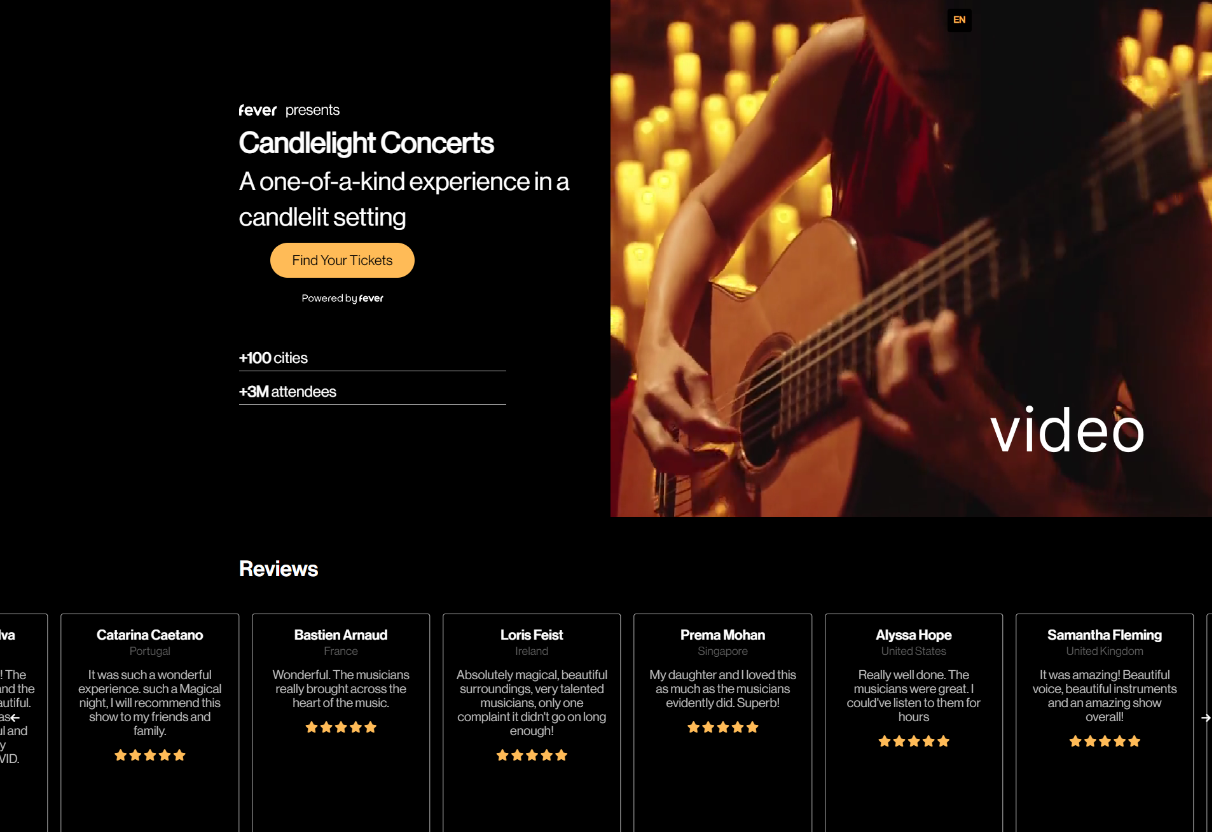 EN
fever presents
Candlelight Concerts
A one-of-a-kind experience in a
candlelit setting
Find Your Tickets
Powered by fever
+100 cities
+3M attendees
video
Reviews
! The
and the
y
VID.
Catarina Caetano
Portugal
It was such a wonderful
experience. such a Magical
night, I will recommend this
show to my friends and
family.
Bastien Arnaud
France
Wonderful. The musicians
really brought across the
heart of the music.
Loris Feist
Ireland
Absolutely magical, beautiful
surroundings, very talented
musicians, only one
complaint it didn't go on long
enough!
Prema Mohan
Singapore
My daughter and I loved this
as much as the musicians
evidently did. Superb!
Alyssa Hope
United States
Really well done. The
musicians were great. I
could've listen to them for
hours
Samantha Fleming
United Kingdom
It was amazing! Beautiful
voice, beautiful instruments
and an amazing show
overall!